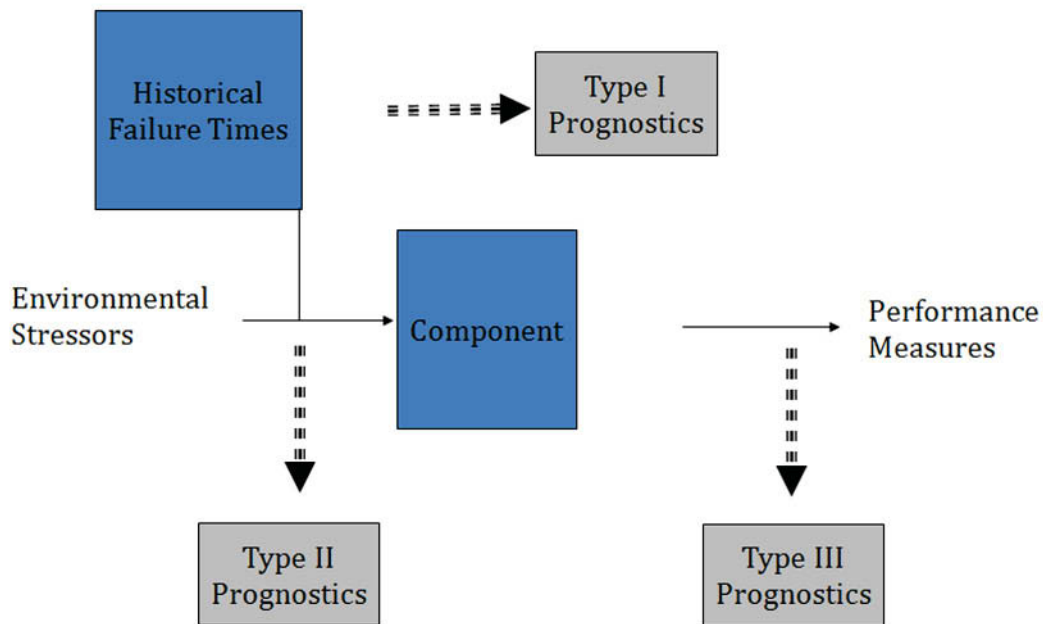 Historical
Failure Times
Type I
Prognostics
Environmental
Stressors
Component
Performance
Measures
Type II
Prognostics
Type III
Prognostics